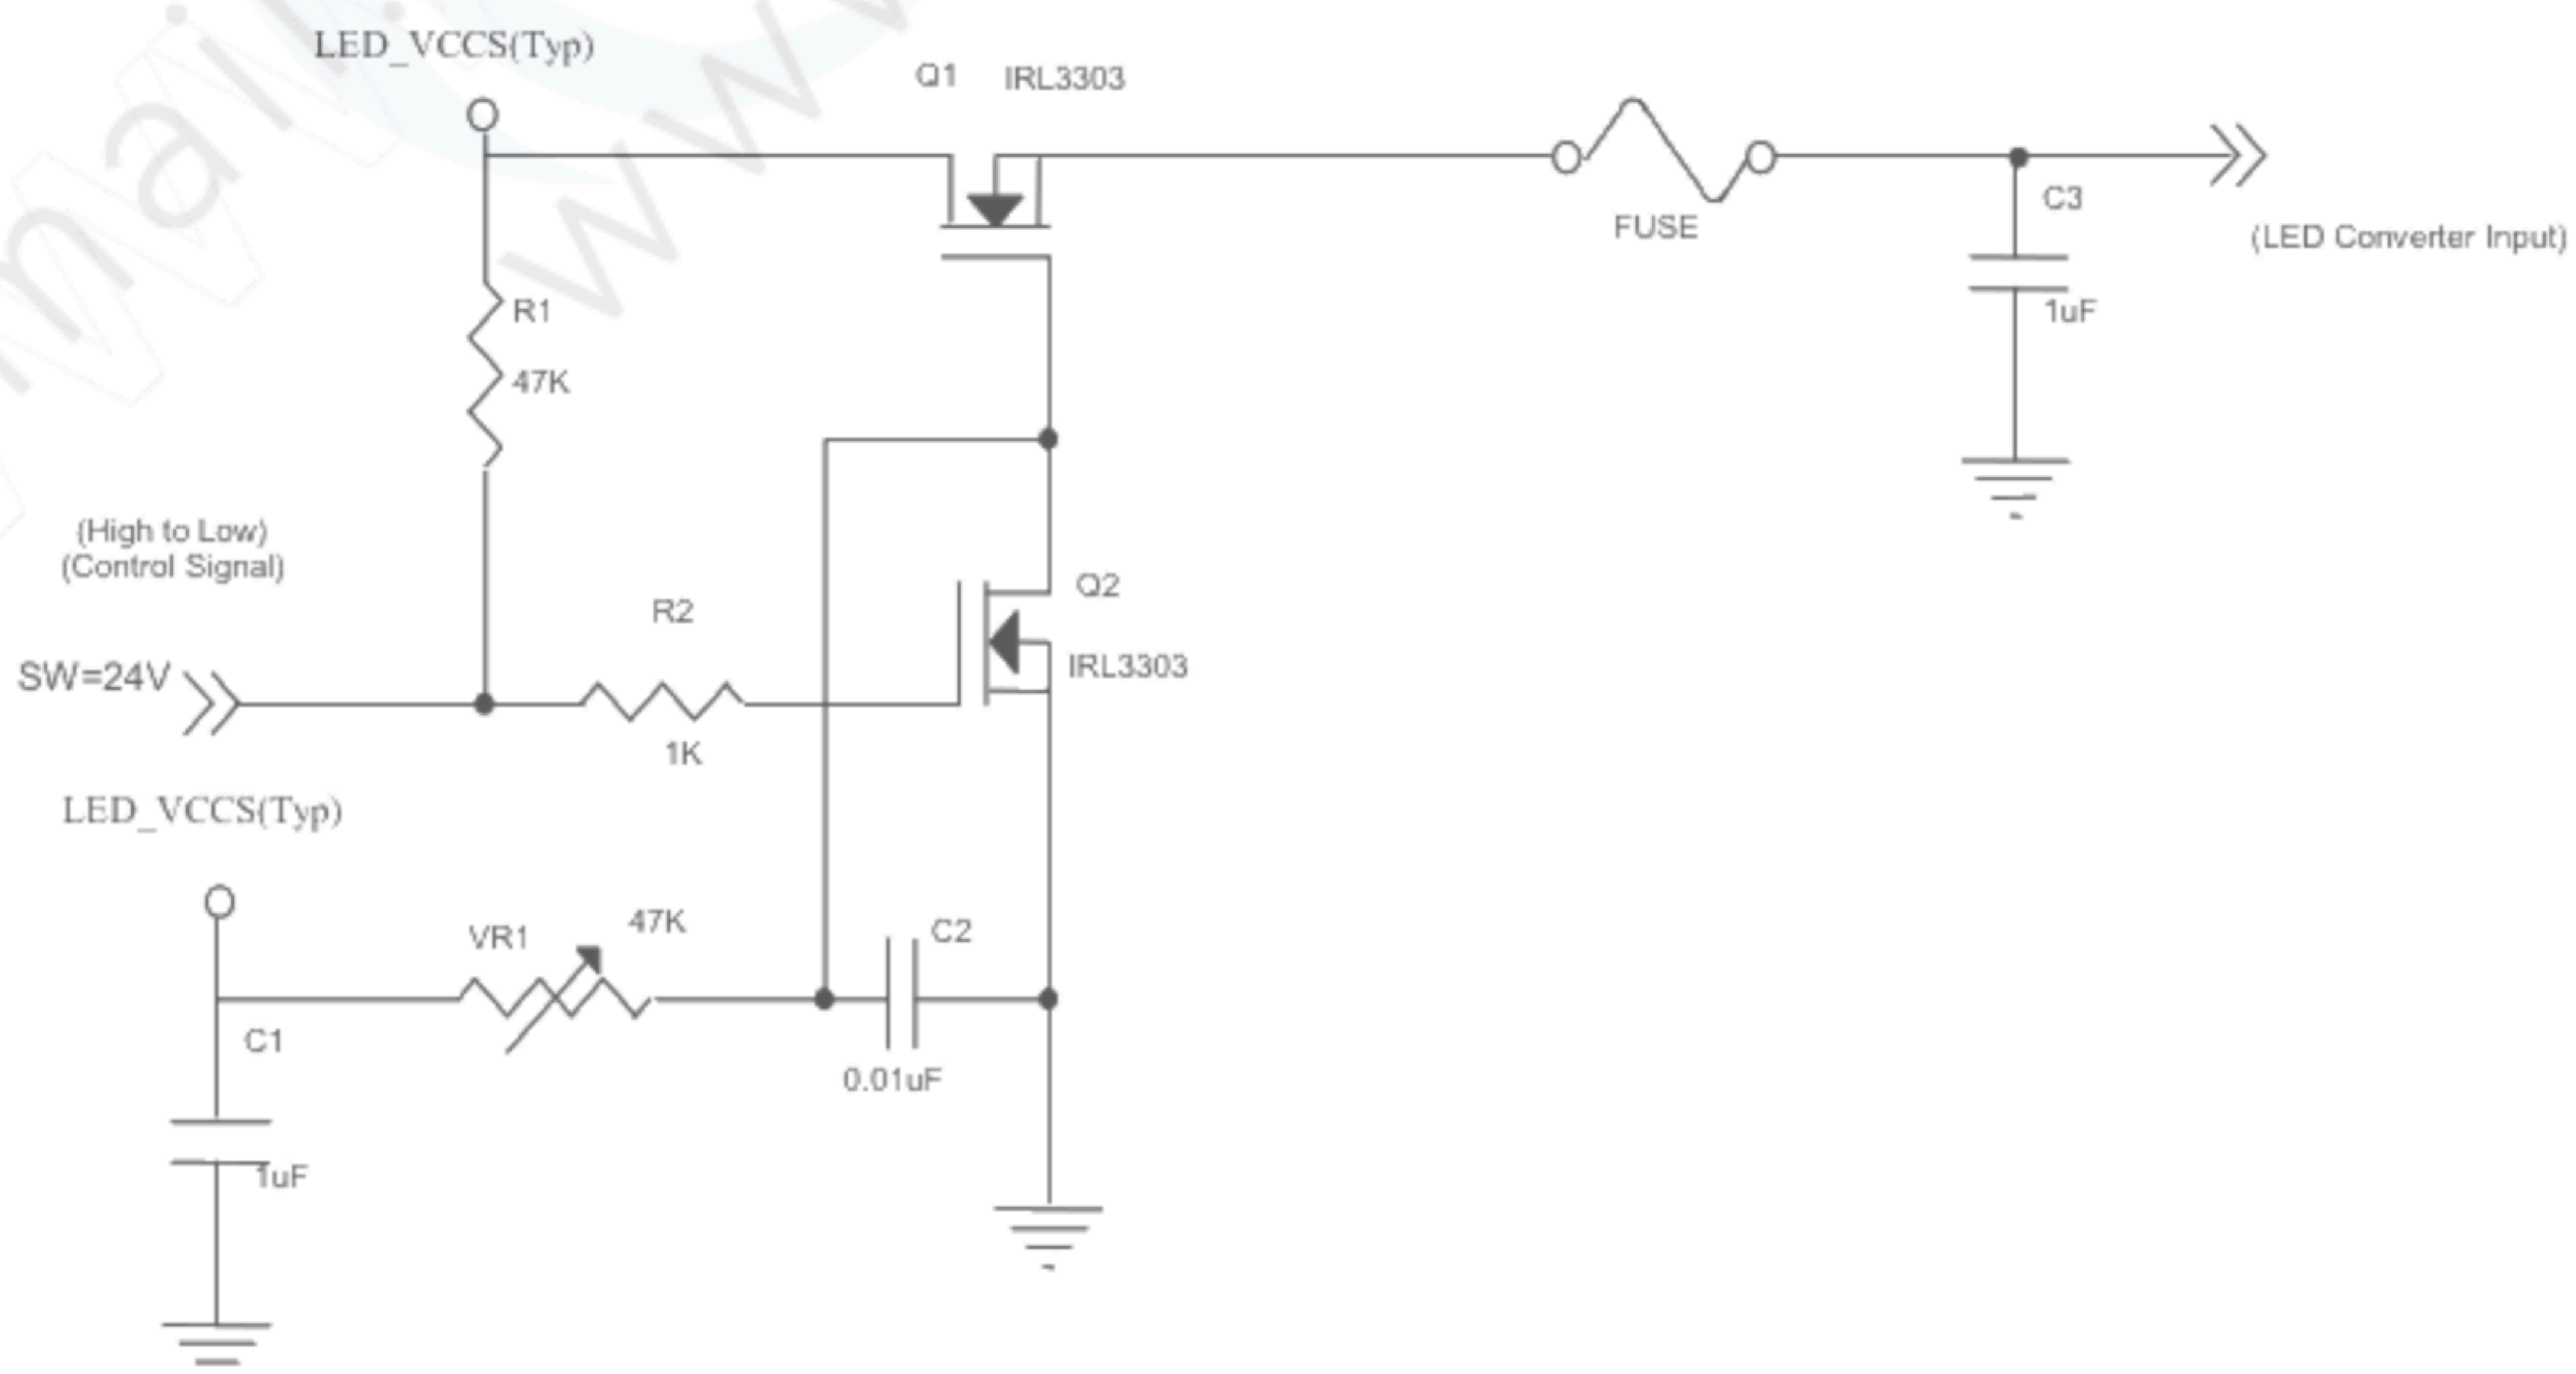 LED_VCCS(Typ)
Q1
IRL3303
FUSE
C3
1uF
(LED Converter Input)
R1
47K
(High to Low)
(Control Signal)
SW=24V
R2
1K
Q2
IRL3303
LED_VCCS(Typ)
VR1
47K
C2
0.01uF
C1
1uF